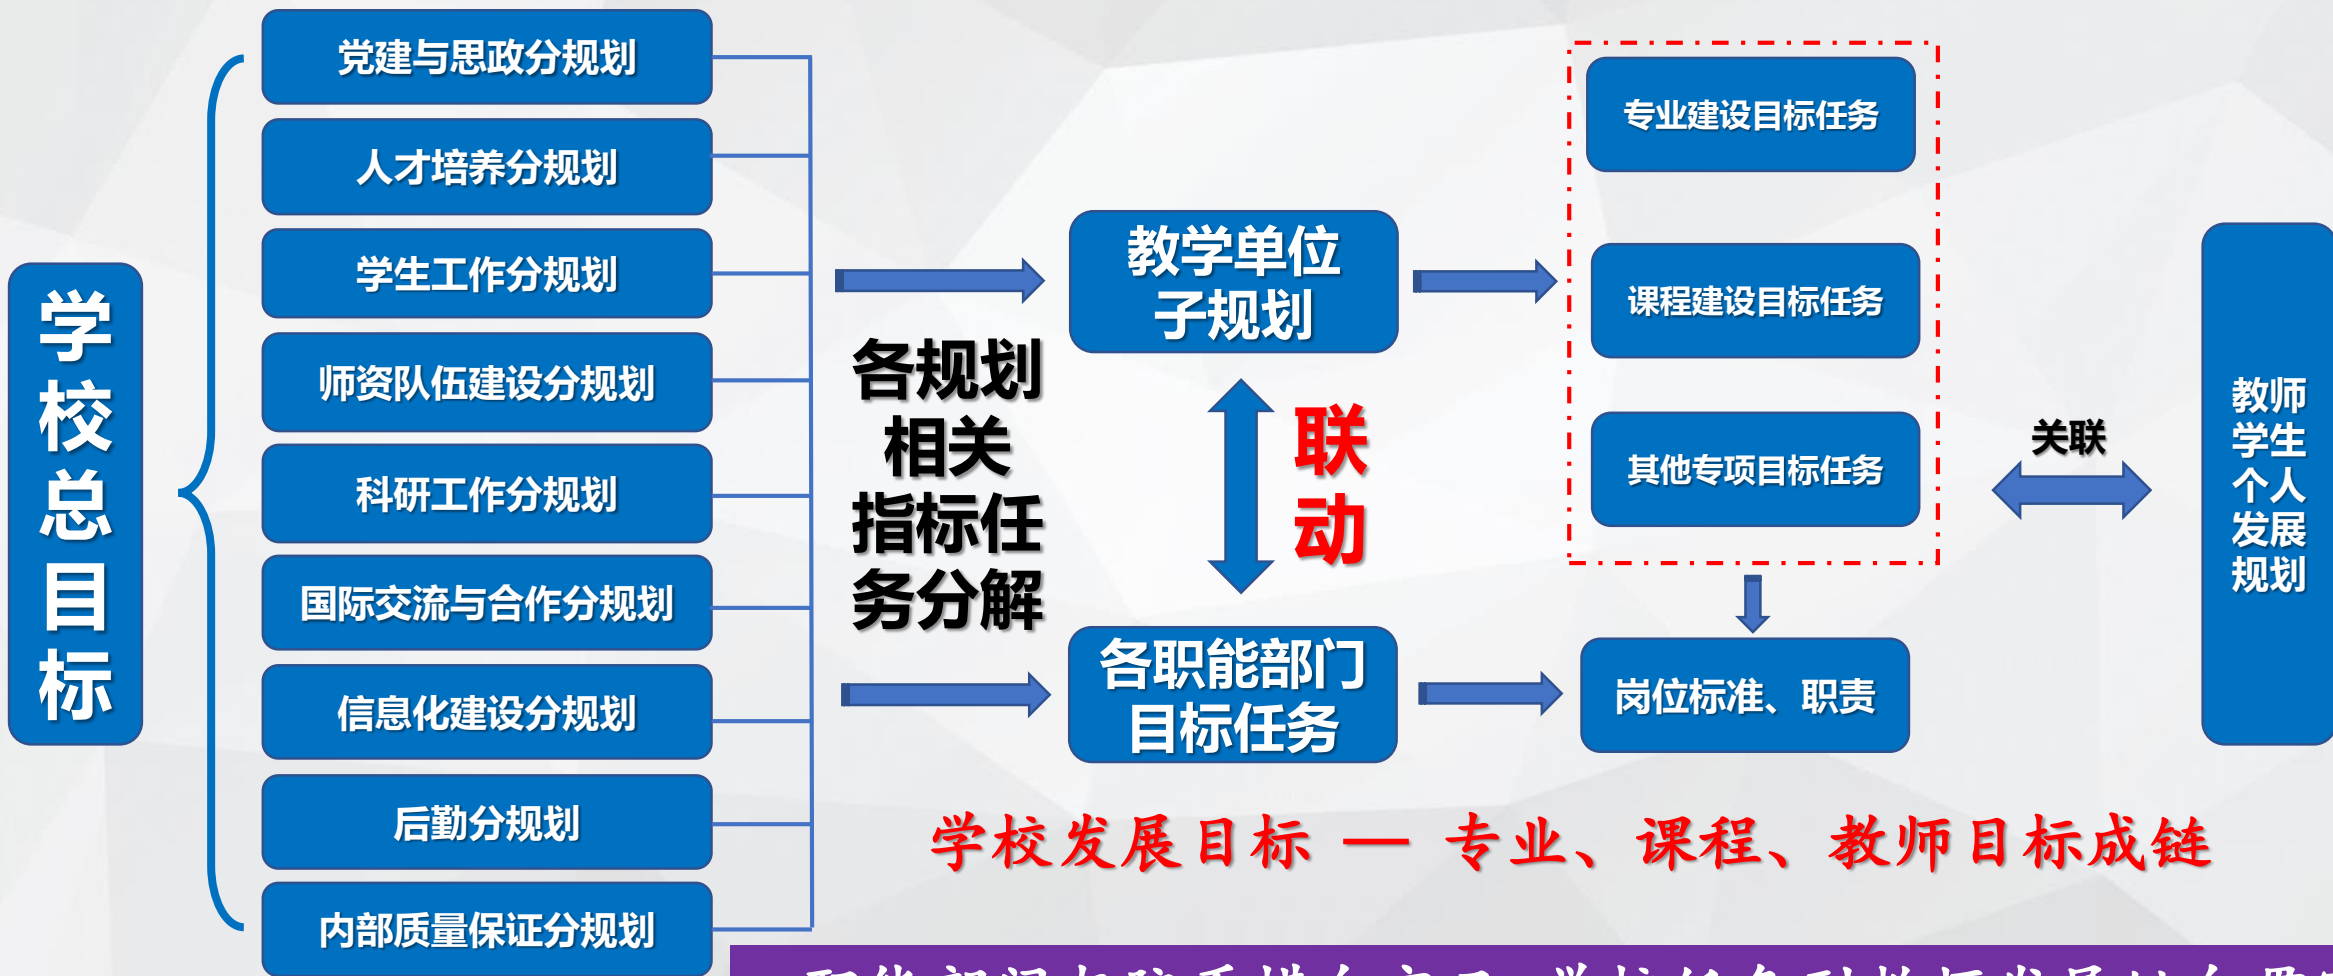 学校总目标
党建与思政分规划
人才培养分规划
学生工作分规划
师资队伍建设分规划
科研工作分规划
国际交流与合作分规划
信息化建设分规划
后勤分规划
内部质量保证分规划
各规划
相关
指标任
务分解
教学单位
子规划
联动
各职能部门
目标任务
专业建设目标任务
课程建设目标任务
其他专项目标任务
岗位标准、职责
关联
教师
学生
个人
发展
规划
学校发展目标 — 专业、课程、教师目标成链